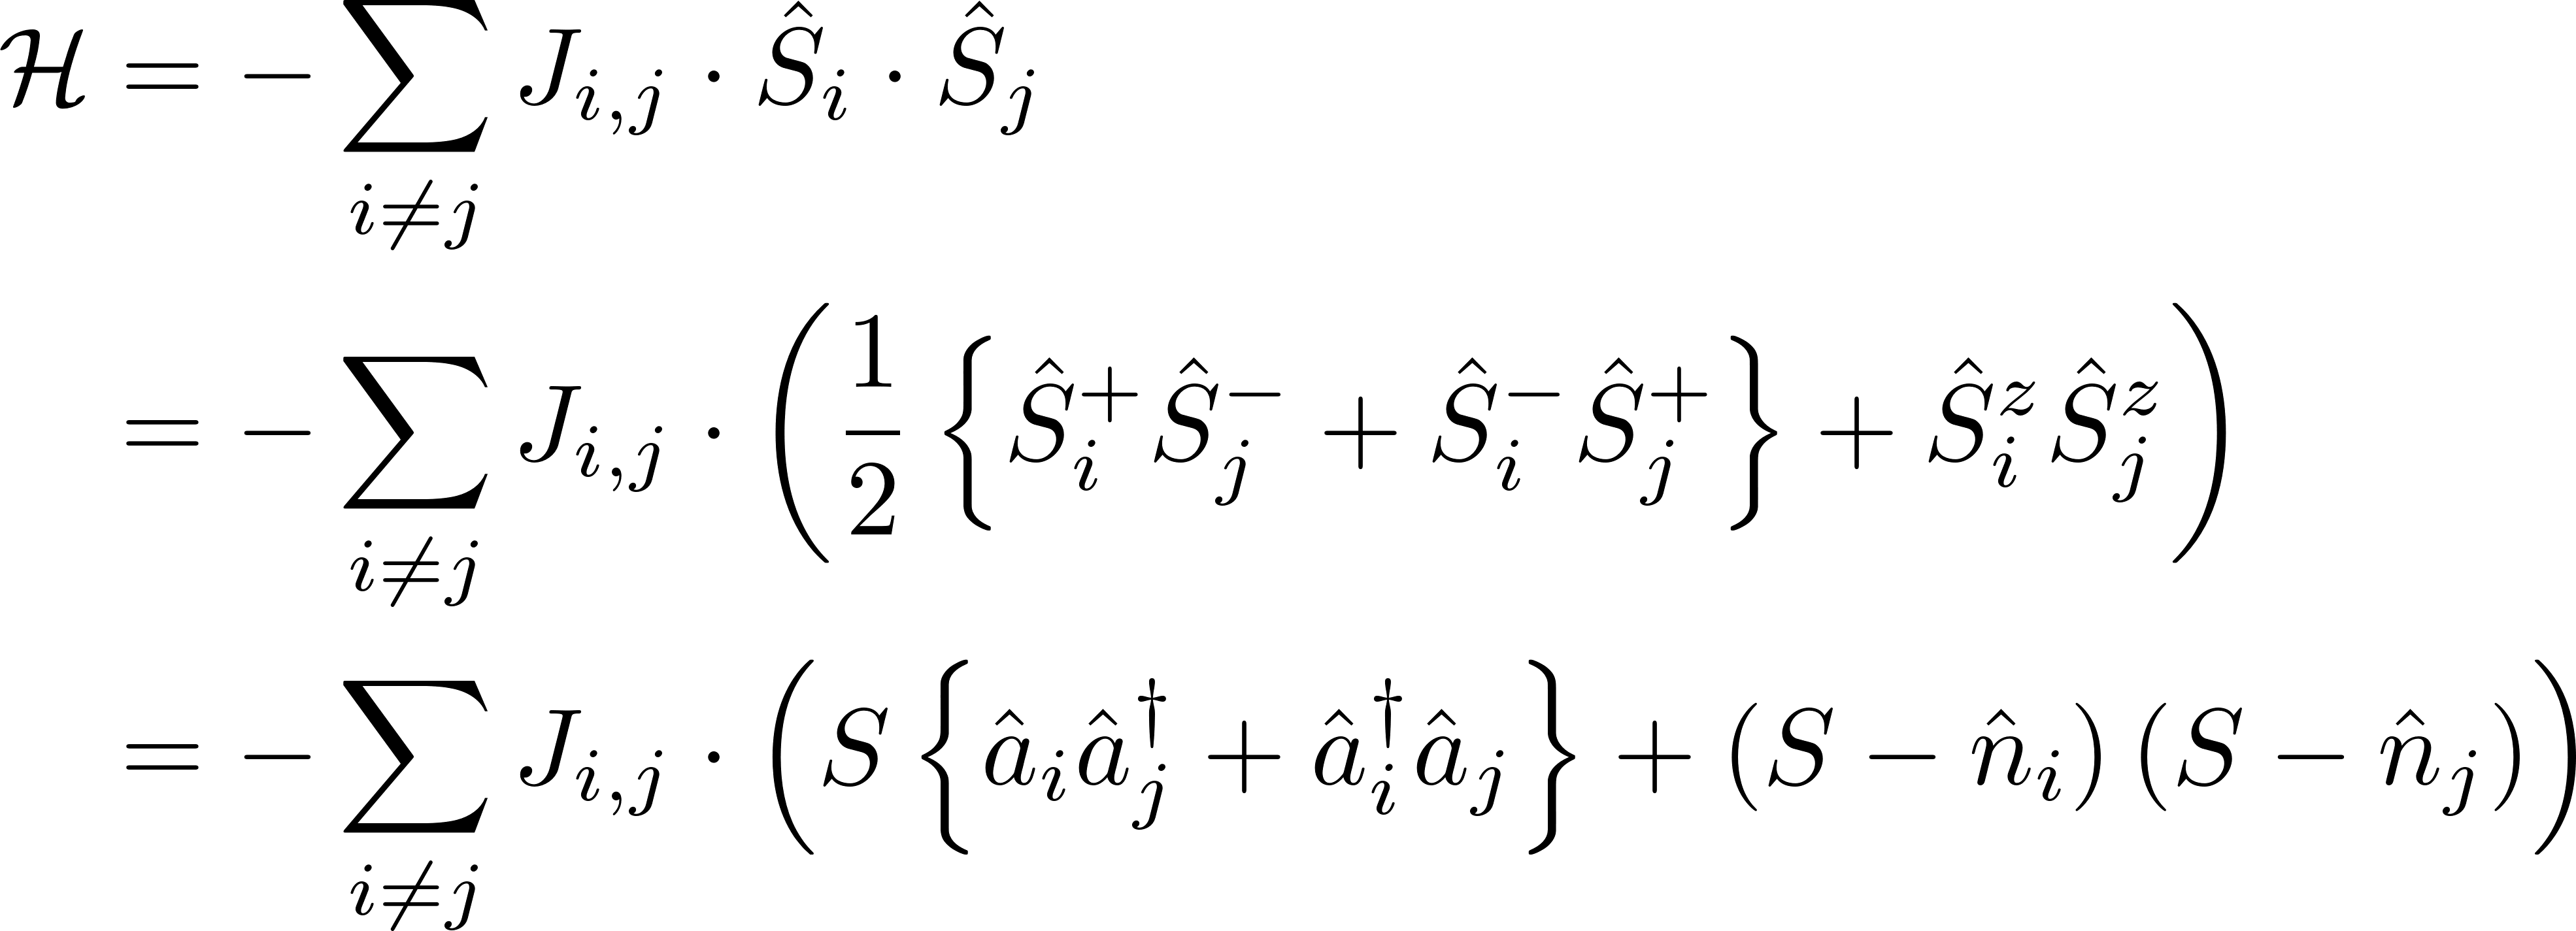 \mathcal{H} = -\sum_{i \neq j} J_{i,j} \cdot \hat{S}_i \cdot \hat{S}_j
= -\sum_{i \neq j} J_{i,j} \cdot \left( \frac{1}{2} \left\{ \hat{S}_i^+ \hat{S}_j^- + \hat{S}_i^- \hat{S}_j^+ \right\} + \hat{S}_i^z \hat{S}_j^z \right)
= -\sum_{i \neq j} J_{i,j} \cdot \left( S \left\{ \hat{a}_i \hat{a}_j^\dagger + \hat{a}_i^\dagger \hat{a}_j \right\} + (S - \hat{n}_i) (S - \hat{n}_j) \right)